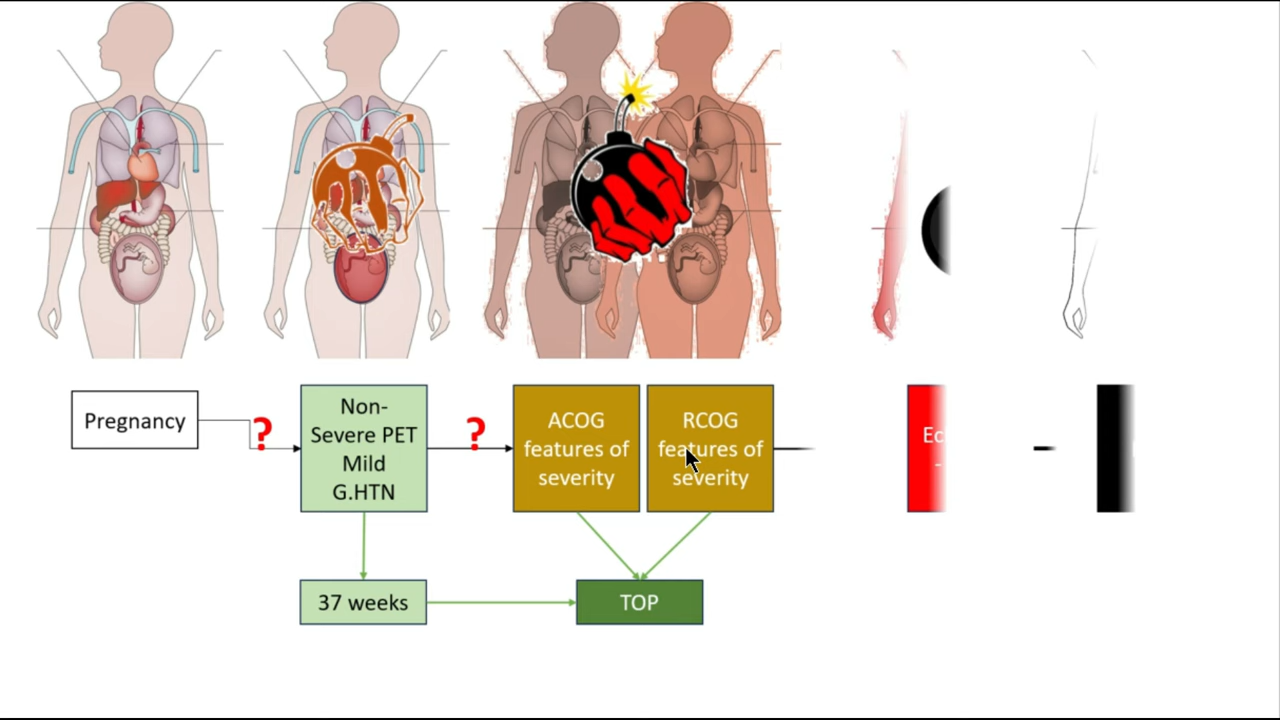 Pregnancy
?
Non-
Severe PET
Mild
G.HTN
?
ACOG
features of
severity
RCOG
features of
severity
37 weeks
TOP